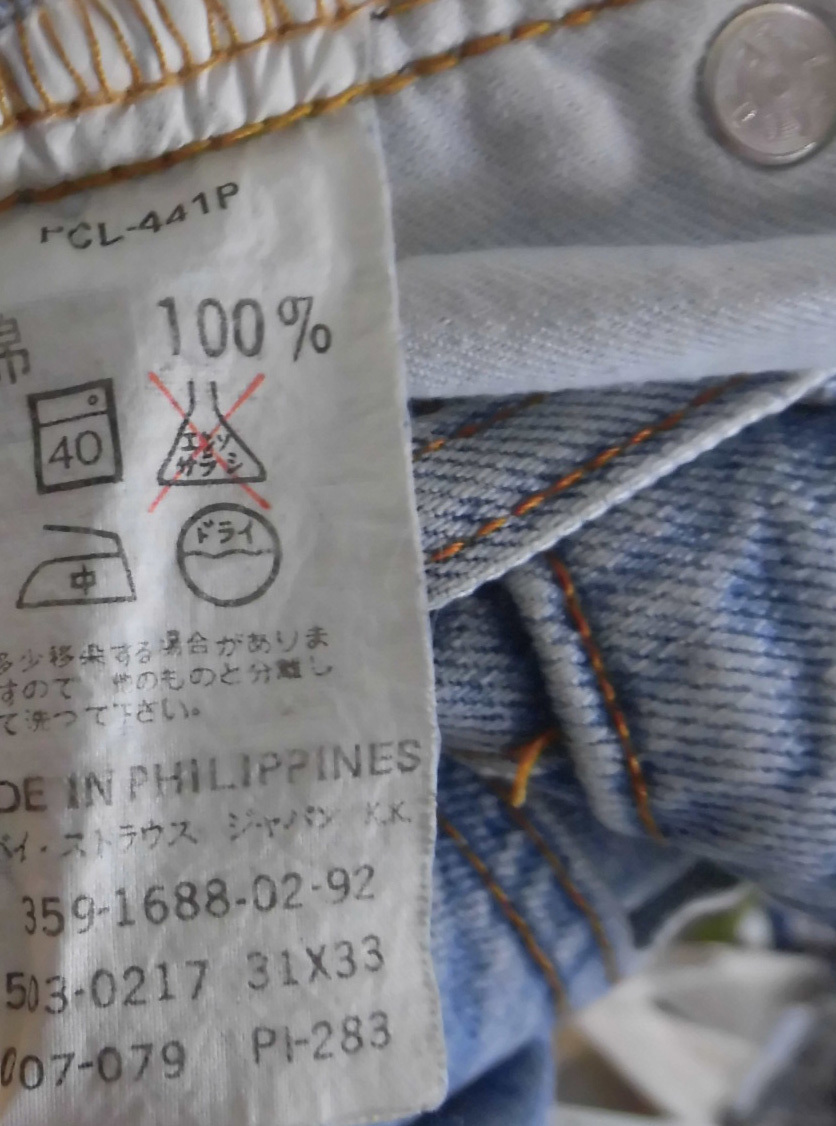 PCL-441P
綿 100%
40 エンソ
サラシ
中 ドライ
多少移染する場合がありま
すので 他のものと分離し
て洗って下さい。
DE IN PHILIPPINES
バイ・ストラウス ジャパン K.K.
359-1688-02-92
503-0217 31X33
007-079 PI-283